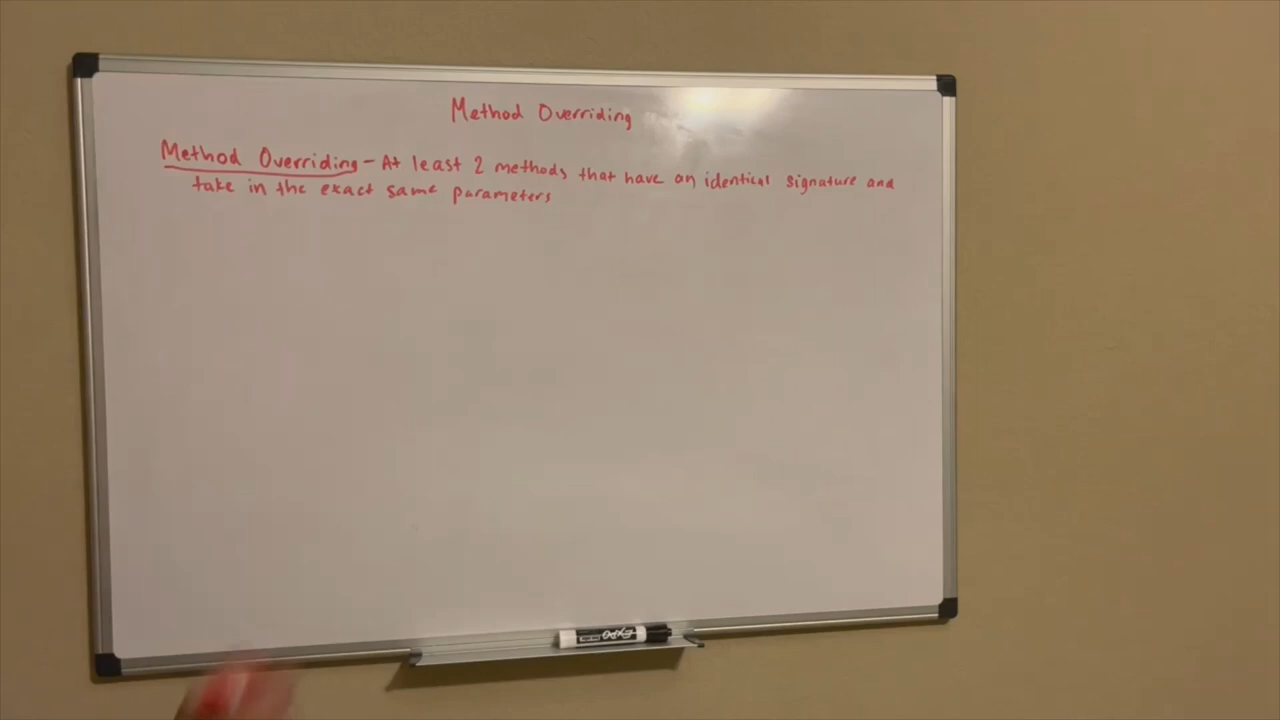 Method Overriding
Method Overriding - At least 2 methods that have an identical signature and
take in the exact same parameters
EXPO